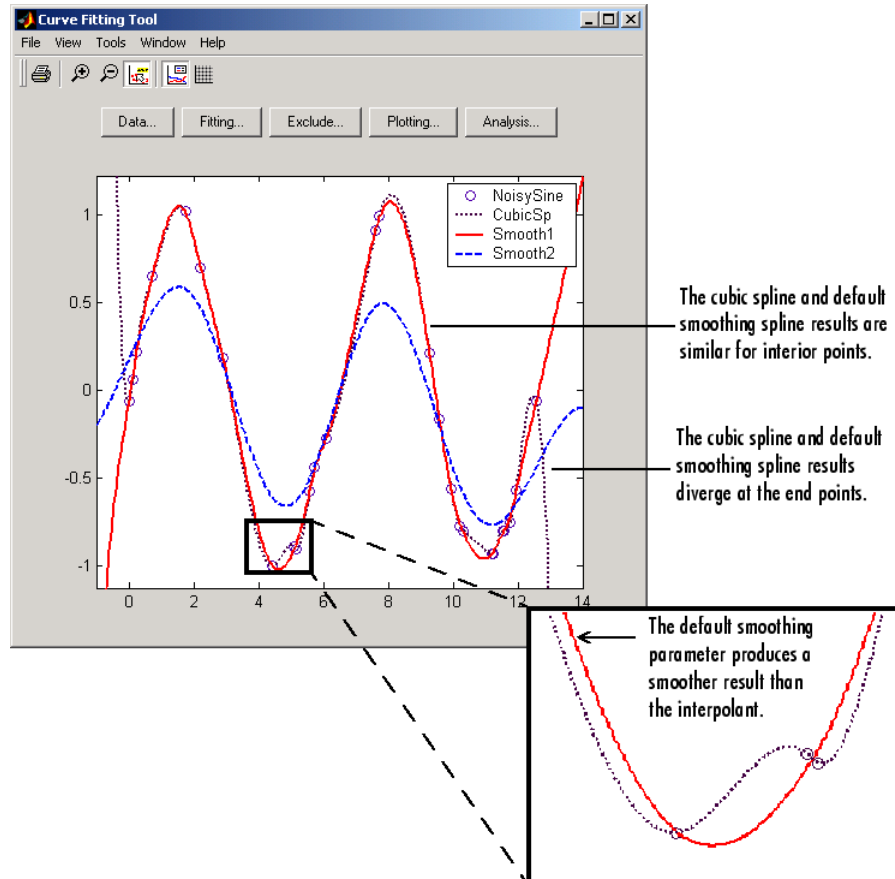 Curve Fitting Tool
File View Tools Window Help
Data... Fitting... Exclude... Plotting... Analysis...
NoisySine
CubicSp
Smooth1
Smooth2
1
0.5
0
-0.5
-1
0 2 4 6 8 10 12 14
The cubic spline and default
smoothing spline results are
similar for interior points.
The cubic spline and default
smoothing spline results
diverge at the end points.
The default smoothing
parameter produces a
smoother result than
the interpolant.